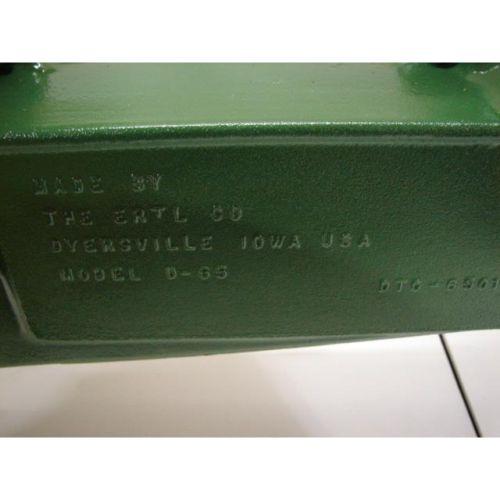 MADE BY
THE ERTL CO
DYERSVILLE IOWA USA
MODEL D-65